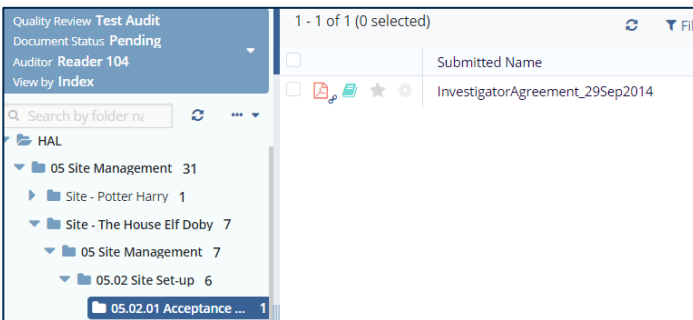 Quality Review Test Audit
Document Status Pending
Auditor Reader 104
View by Index
Search by folder na
HAL
05 Site Management 31
Site - Potter Harry 1
Site - The House Elf Doby 7
05 Site Management 7
05.02 Site Set-up 6
05.02.01 Acceptance ... 1
1 - 1 of 1 (0 selected)
Fil
Submitted Name
InvestigatorAgreement_29Sep2014